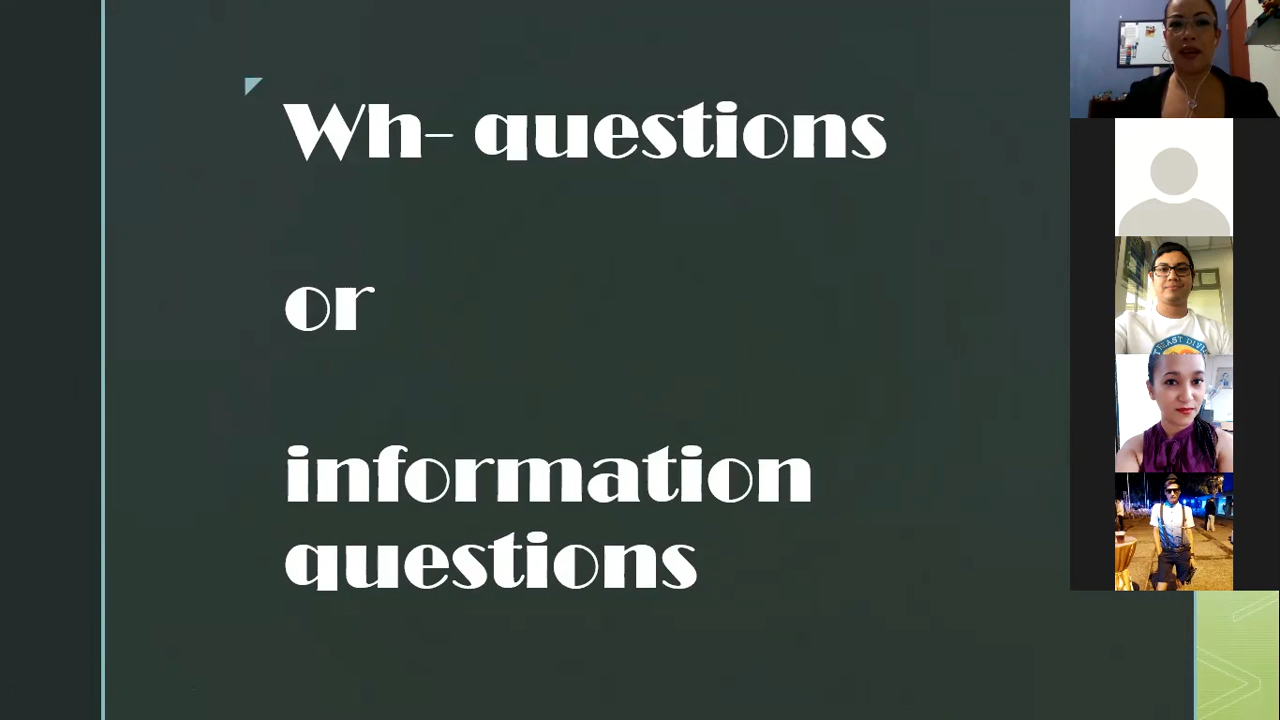 Wh- questions
or
information
questions